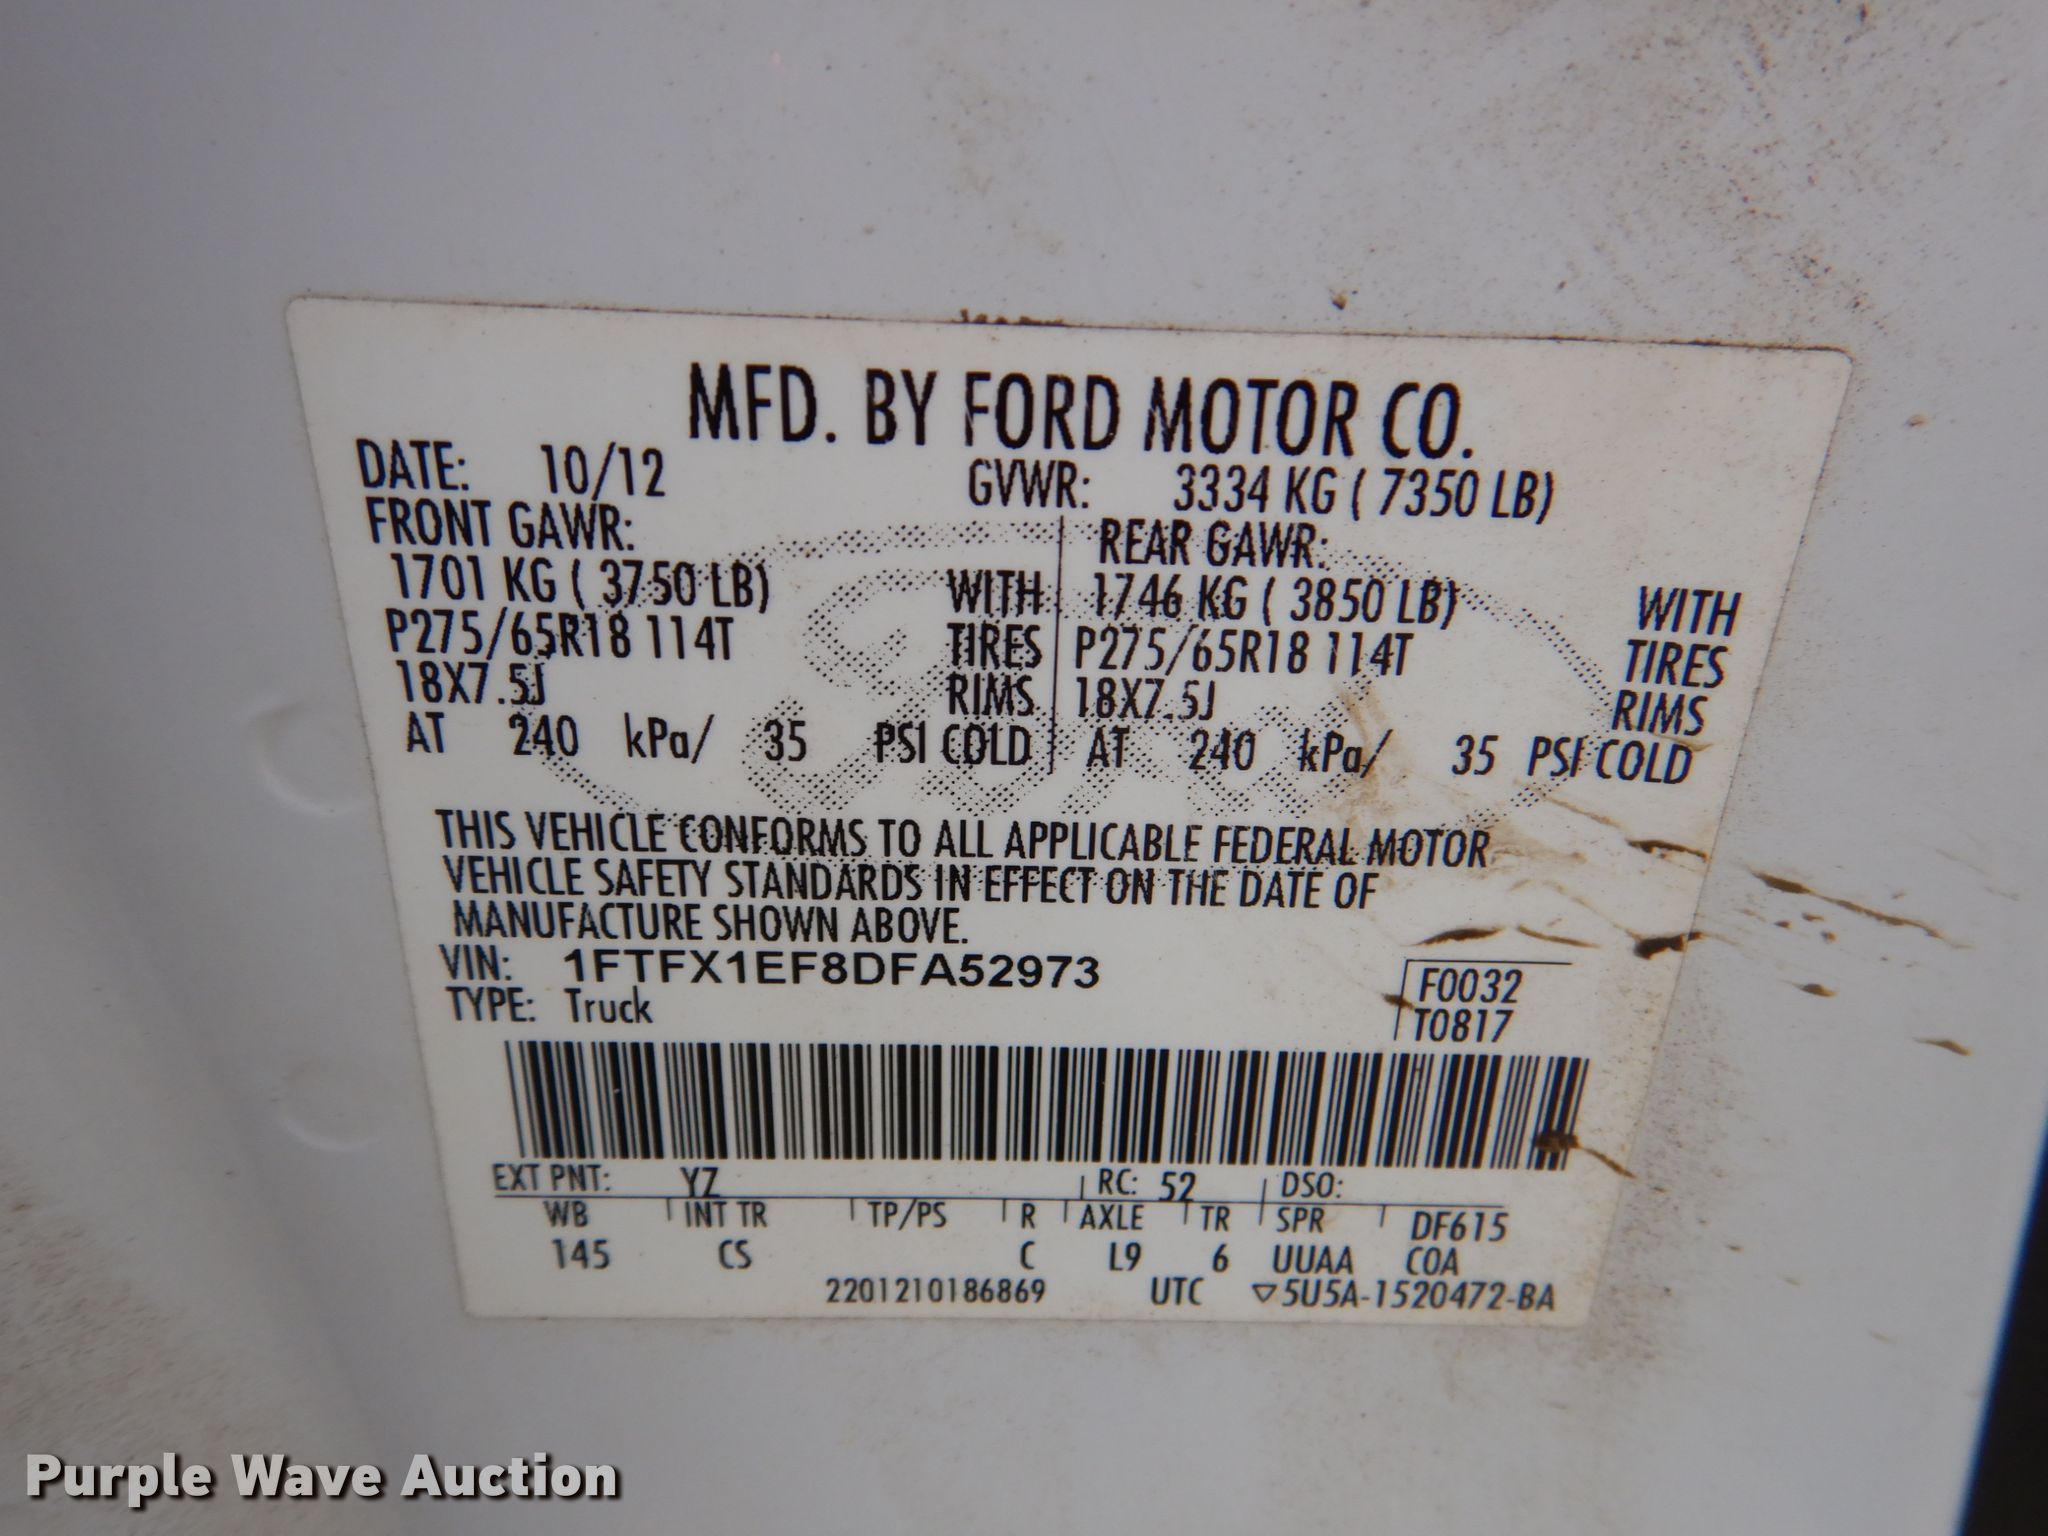 MFD. BY FORD MOTOR CO.
DATE: 10/12 GVWR: 3334 KG ( 7350 LB)
FRONT GAWR: REAR GAWR:
1701 KG ( 3750 LB) WITH 1746 KG ( 3850 LB) WITH
P275/65R18 114T TIRES P275/65R18 114T TIRES
18X7.5J RIMS 18X7.5J RIMS
AT 240 kPa/ 35 PSI COLD AT 240 kPa/ 35 PSI COLD
THIS VEHICLE CONFORMS TO ALL APPLICABLE FEDERAL MOTOR
VEHICLE SAFETY STANDARDS IN EFFECT ON THE DATE OF
MANUFACTURE SHOWN ABOVE.
VIN: 1FTFX1EF8DFA52973 F0032
TYPE: Truck T0817
EXT PNT: YZ RC: 52 DSO:
WB INT TR TP/PS R AXLE TR SPR DF615
145 CS C L9 6 UUAA COA
2201210186869 UTC ▽5U5A-1520472-BA
Purple Wave Auction